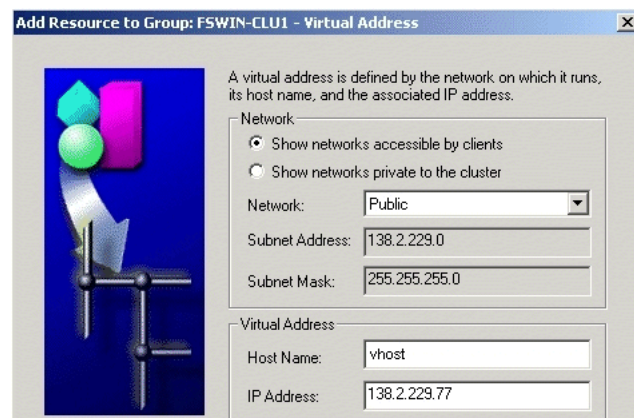 Add Resource to Group: FSWIN-CLU1 - Virtual Address
A virtual address is defined by the network on which it runs,
its host name, and the associated IP address.
Network
Show networks accessible by clients
Show networks private to the cluster
Network: Public
Subnet Address: 138.2.229.0
Subnet Mask: 255.255.255.0
Virtual Address
Host Name: vhost
IP Address: 138.2.229.77